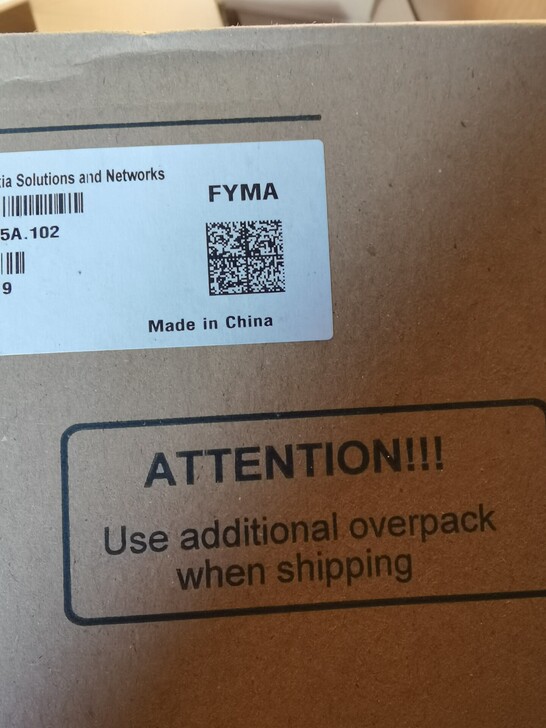 ia Solutions and Networks
FYMA
5A.102
9
Made in China
ATTENTION!!!
Use additional overpack
when shipping